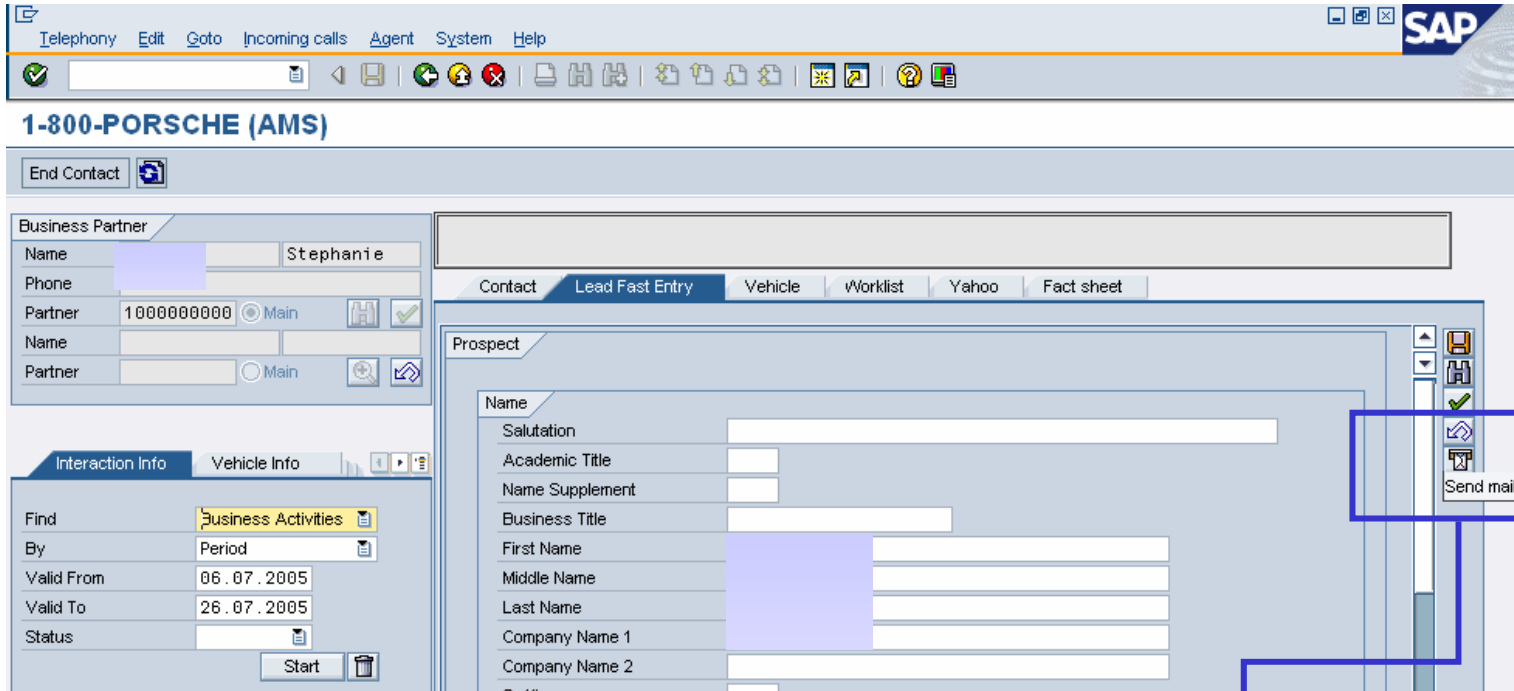 Telephony Edit Goto Incoming calls Agent System Help
SAP
1-800-PORSCHE (AMS)
End Contact
Business Partner
Name Stephanie
Phone
Partner 1000000000 Main
Name
Partner Main
Interaction Info Vehicle Info
Find Business Activities
By Period
Valid From 06.07.2005
Valid To 26.07.2005
Status
Start
Contact Lead Fast Entry Vehicle Worklist Yahoo Fact sheet
Prospect
Name
Salutation
Academic Title
Name Supplement
Business Title
First Name
Middle Name
Last Name
Company Name 1
Company Name 2
Send mail